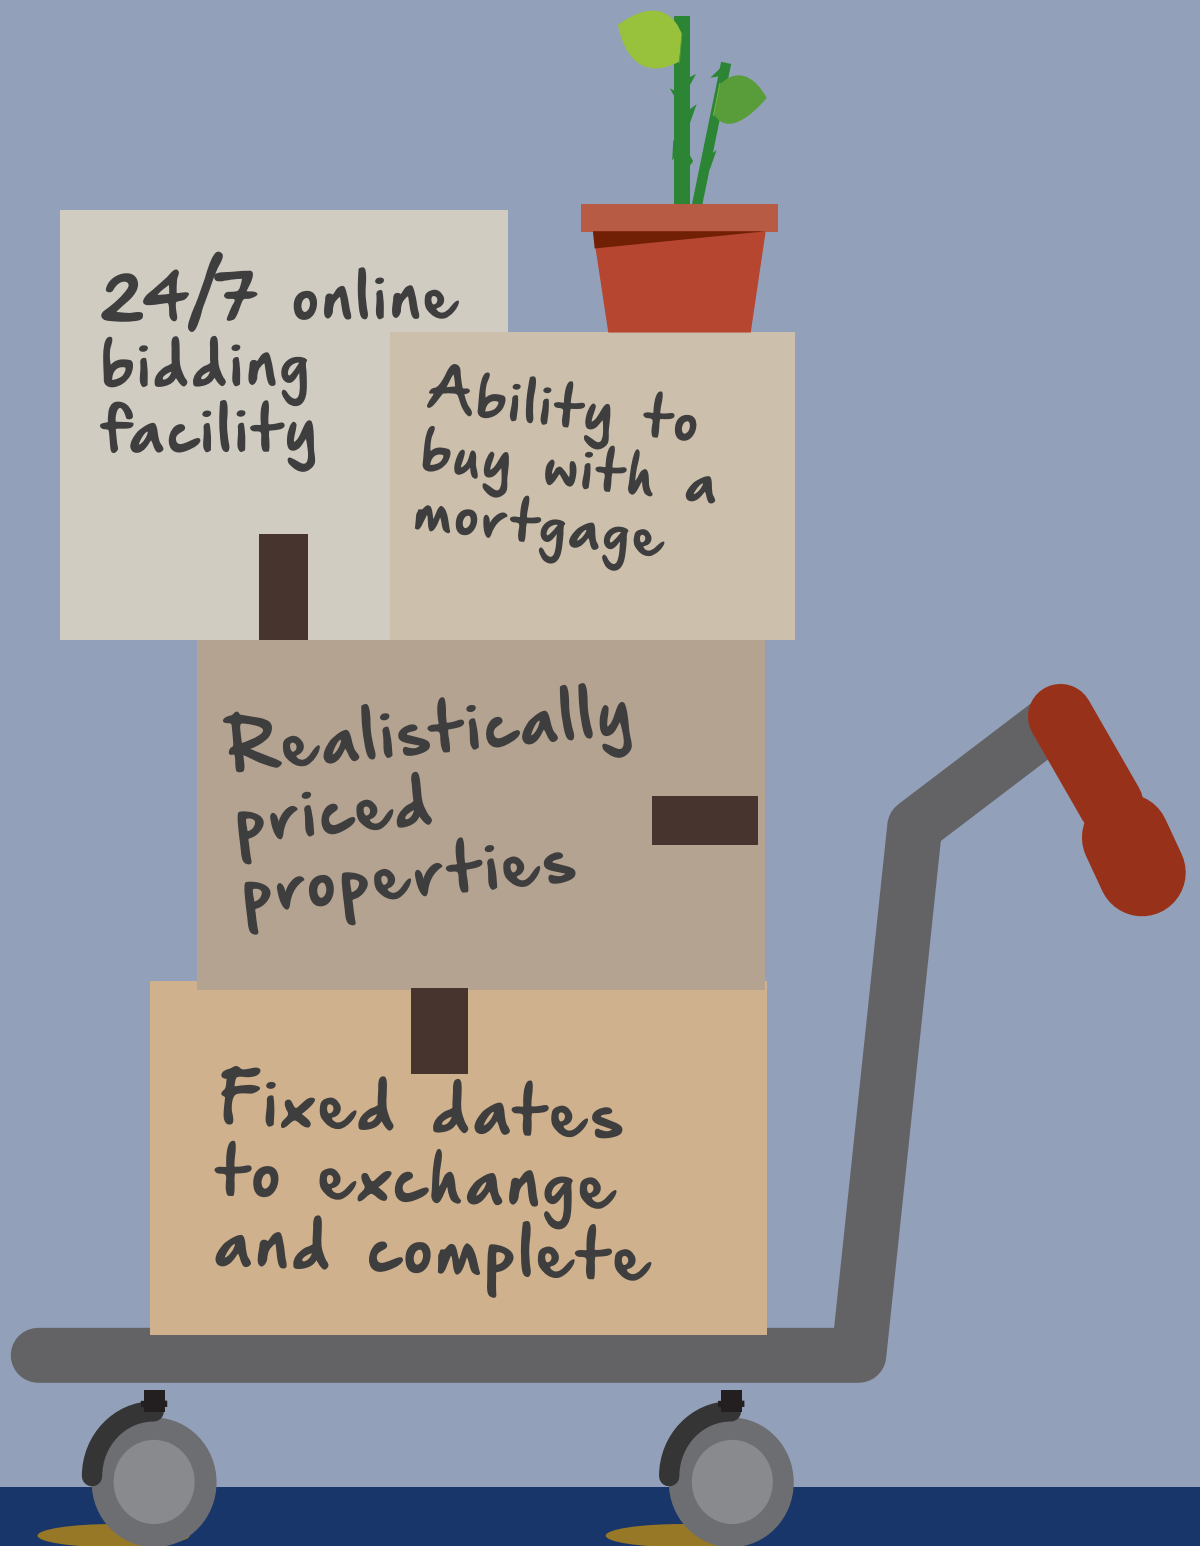 24/7 online
bidding
facility
Ability to
buy with a
mortgage
Realistically
priced
properties
Fixed dates
to exchange
and complete